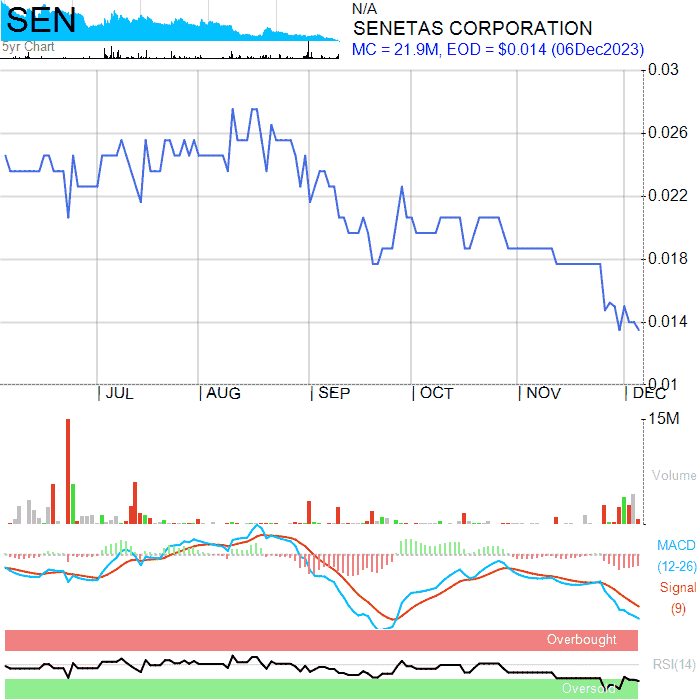 SEN
5yr Chart
N/A
SENETAS CORPORATION
MC = 21.9M, EOD = $0.014 (06Dec2023)
0.03
0.026
0.022
0.018
0.014
0.01
JUL
AUG
SEP
OCT
NOV
DEC
15M
Volume
MACD
(12-26)
Signal
(9)
Overbought
RSI(14)
Oversold